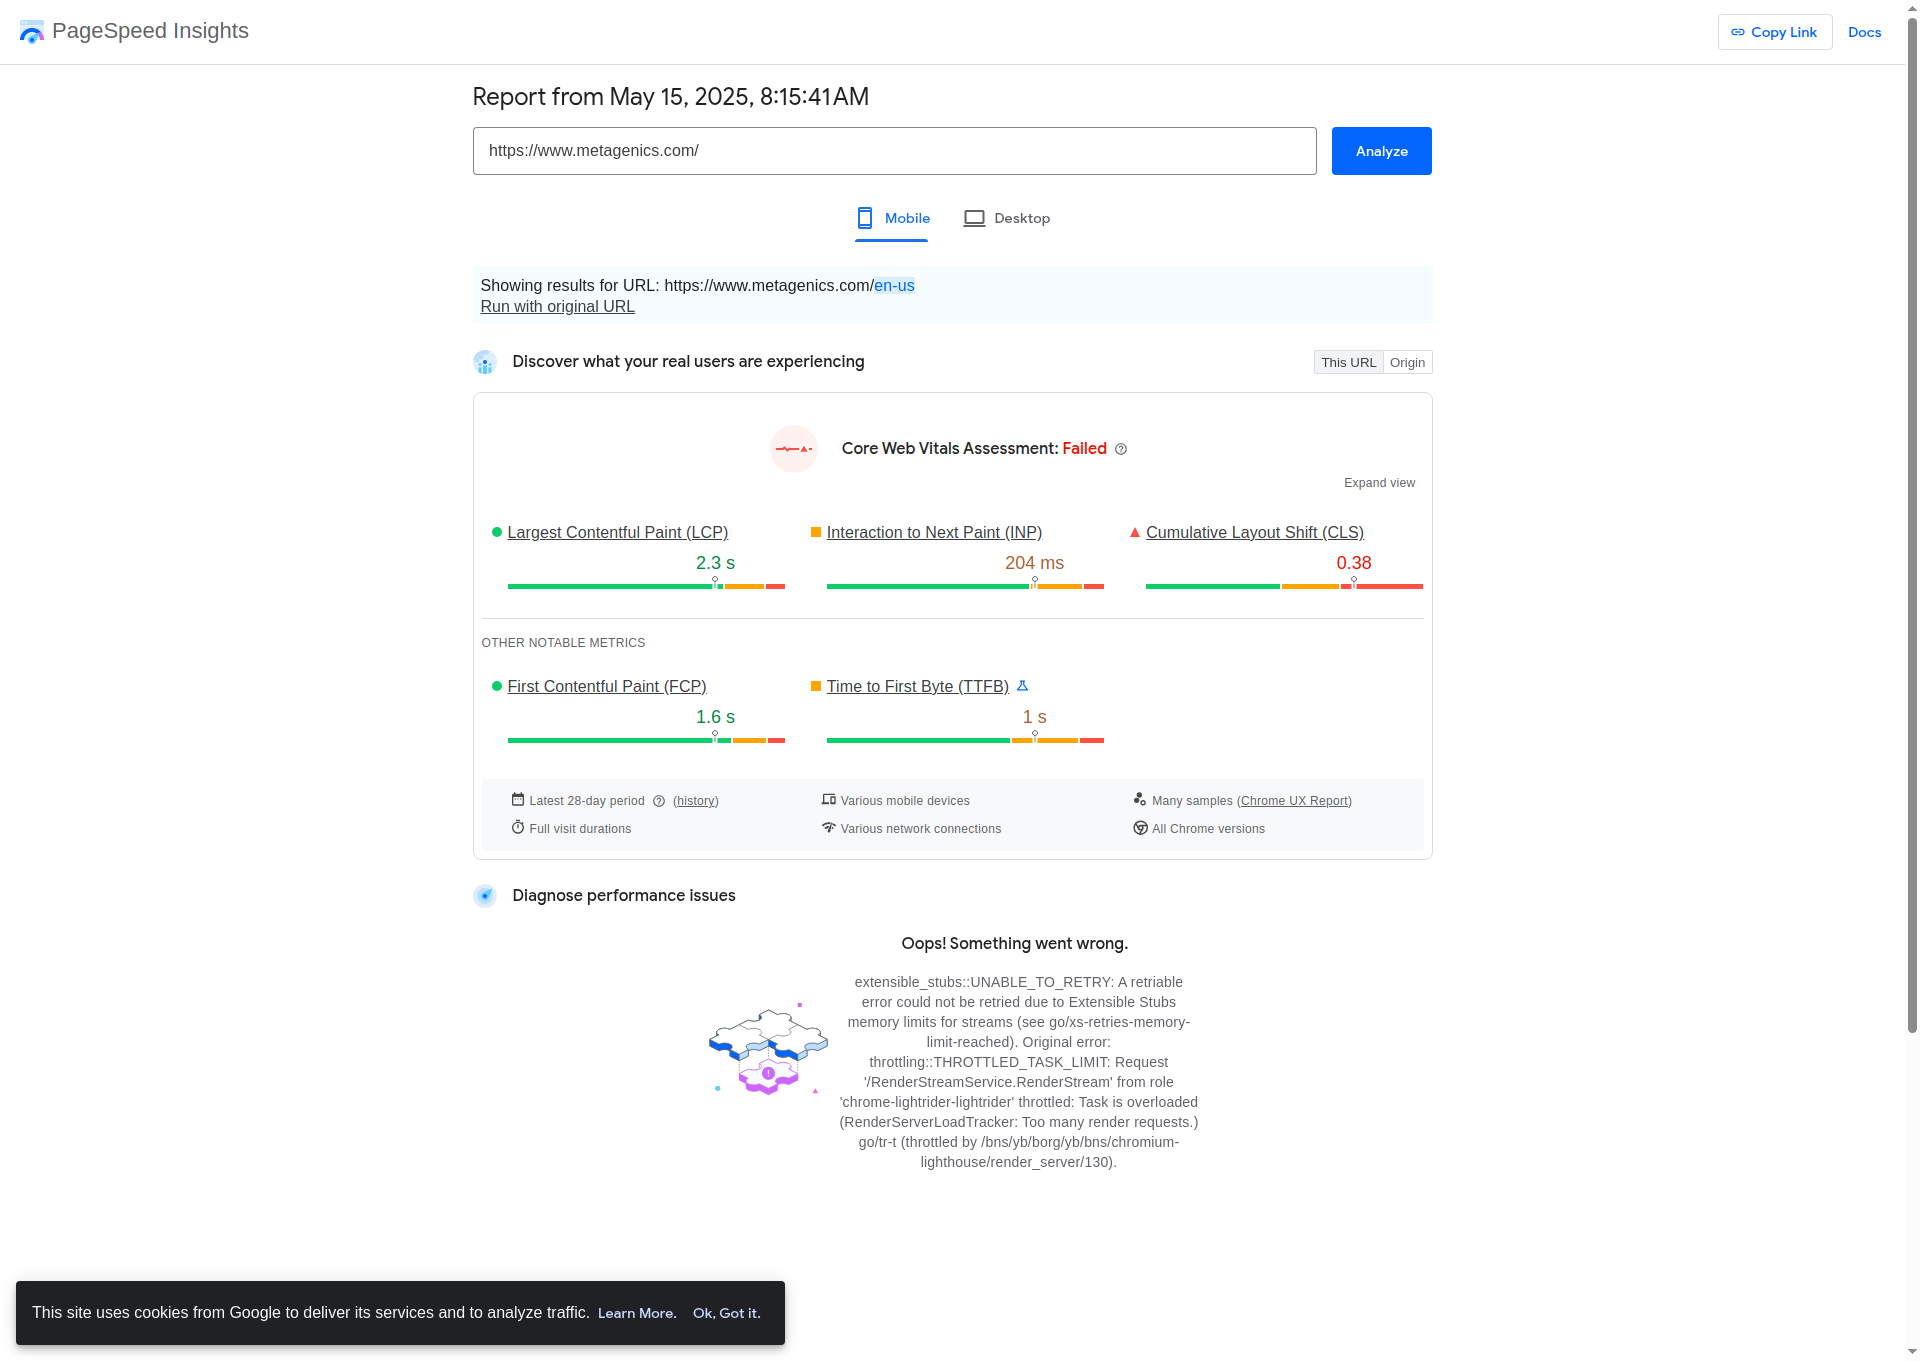 PageSpeed Insights
Copy Link
Docs
Report from May 15, 2025, 8:15:41 AM
https://www.metagenics.com/
Analyze
Mobile
Desktop
Showing results for URL: https://www.metagenics.com/en-us
Run with original URL
Discover what your real users are experiencing
This URL
Origin
Core Web Vitals Assessment: Failed
Expand view
Largest Contentful Paint (LCP)
2.3 s
Interaction to Next Paint (INP)
204 ms
Cumulative Layout Shift (CLS)
0.38
OTHER NOTABLE METRICS
First Contentful Paint (FCP)
1.6 s
Time to First Byte (TTFB)
1 s
Latest 28-day period (history)
Various mobile devices
Many samples (Chrome UX Report)
Full visit durations
Various network connections
All Chrome versions
Diagnose performance issues
Oops! Something went wrong.
extensible_stubs::UNABLE_TO_RETRY: A retriable
error could not be retried due to Extensible Stubs
memory limits for streams (see go/xs-retries-memory-
limit-reached). Original error:
throttling::THROTTLED_TASK_LIMIT: Request
'/RenderStreamService.RenderStream' from role
'chrome-lightrider-lightrider' throttled: Task is overloaded
(RenderServerLoadTracker: Too many render requests.)
go/tr-t (throttled by /bns/yb/borg/yb/bns/chromium-
lighthouse/render_server/130).
This site uses cookies from Google to deliver its services and to analyze traffic. Learn More. Ok, Got it.